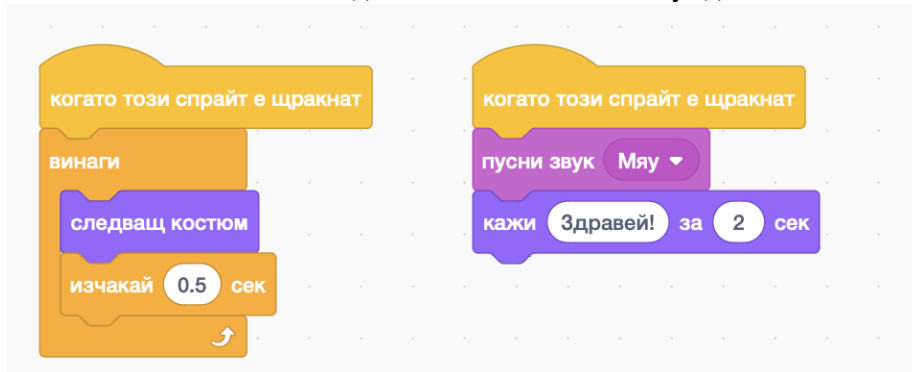 когато този спрайт е щракнат
винаги
следващ костюм
изчакай 0.5 сек
когато този спрайт е щракнат
пусни звук Мяу
кажи Здравей! за 2 сек